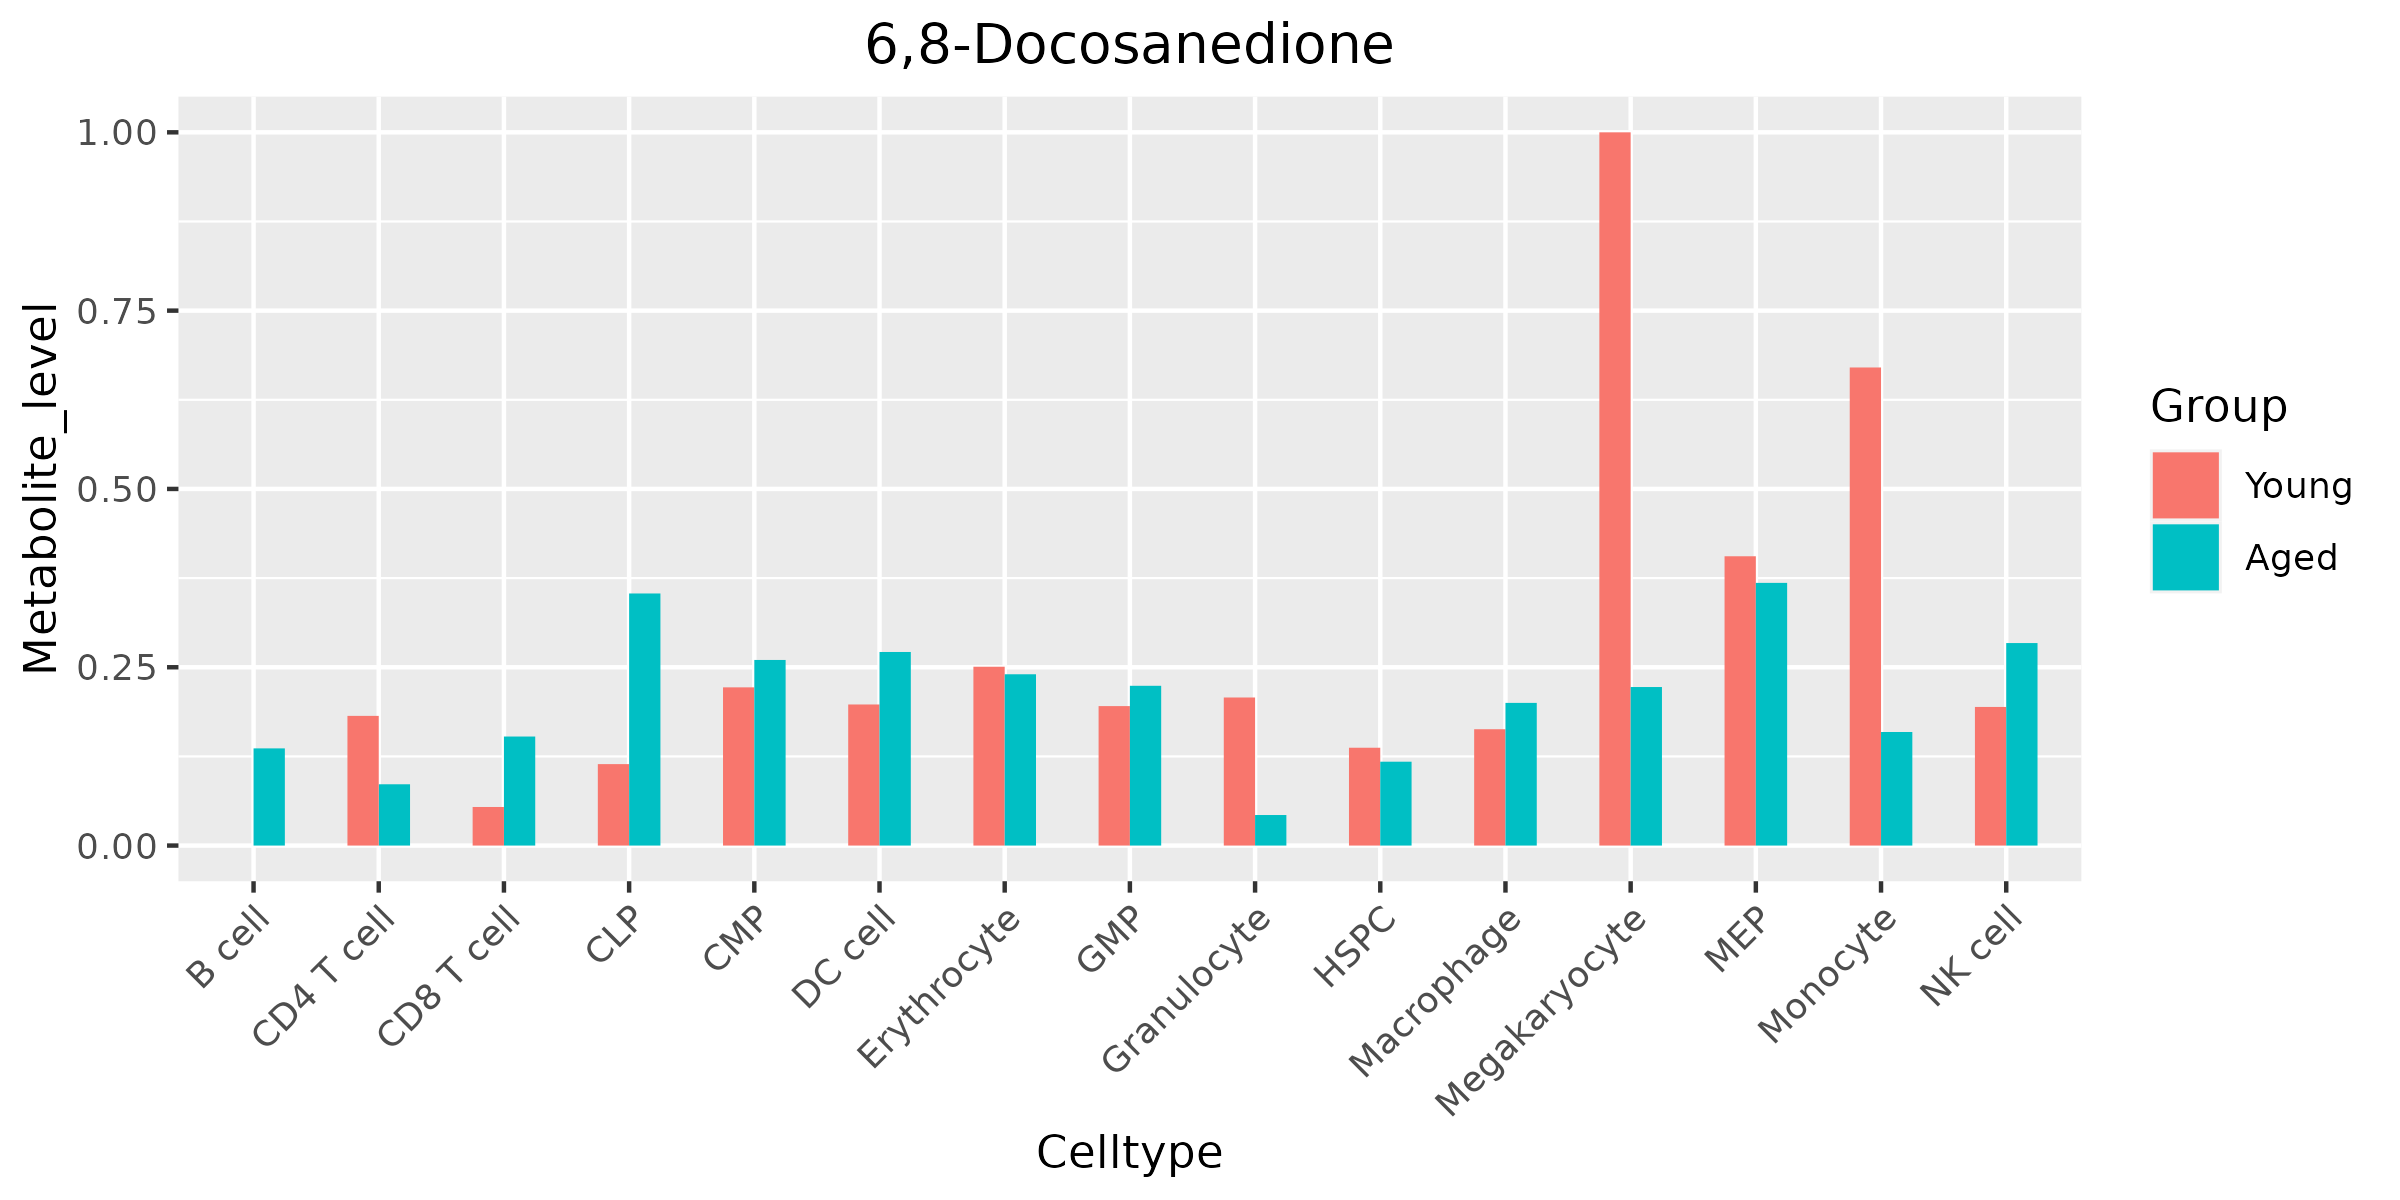 6,8-Docosanedione
Metabolite_level
1.00
0.75
0.50
0.25
0.00
B cell
CD4 T cell
CD8 T cell
CLP
CMP
DC cell
Erythrocyte
GMP
Granulocyte
HSPC
Macrophage
Megakaryocyte
MEP
Monocyte
NK cell
Celltype
Group
Young
Aged